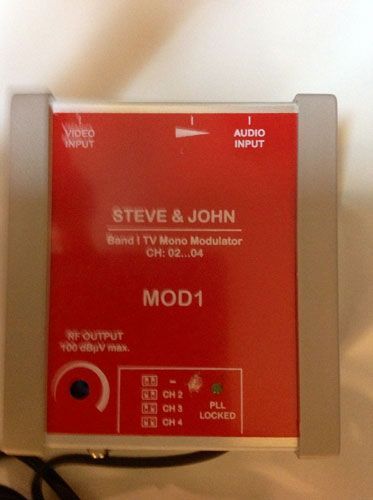 VIDEO
INPUT
AUDIO
INPUT
STEVE & JOHN
Band I TV Mono Modulator
CH: 02...04
MOD1
RF OUTPUT
100 dBµV max.
-
CH 2
CH 3
CH 4
PLL
LOCKED